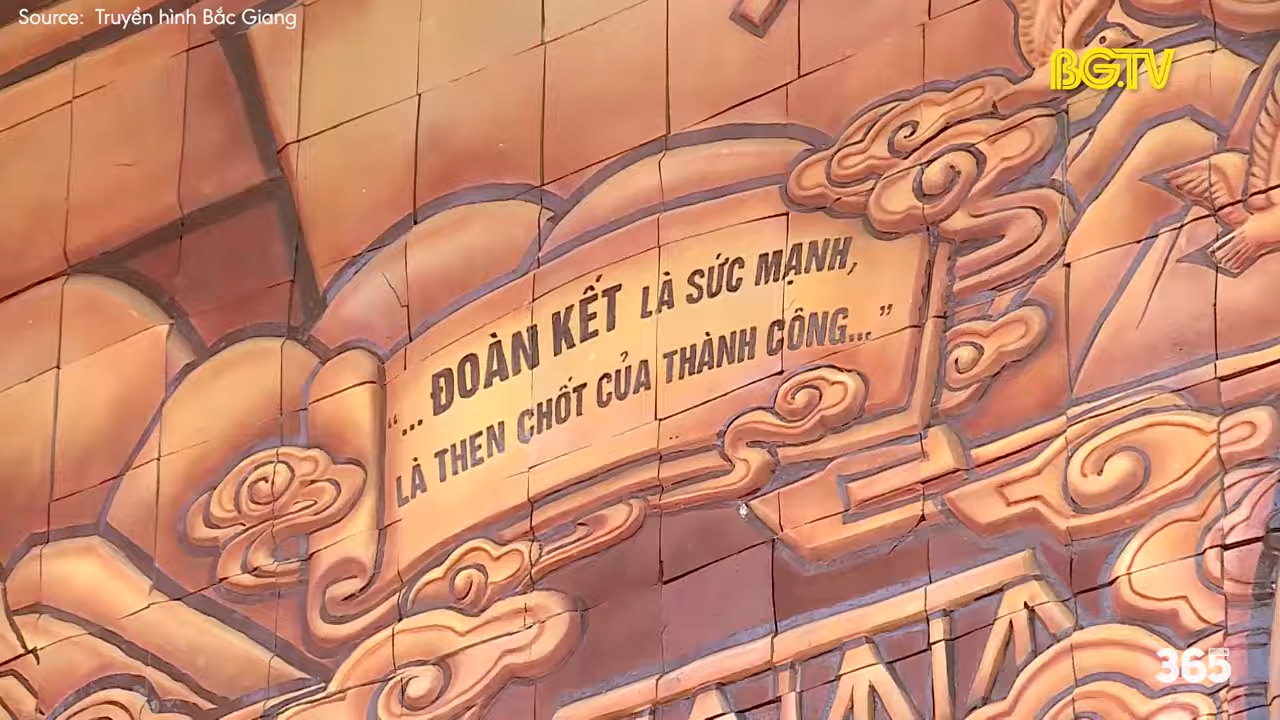 Source: Truyền hình Bắc Giang
BGTV
"... ĐOÀN KẾT LÀ SỨC MẠNH,
LÀ THEN CHỐT CỦA THÀNH CÔNG..."
365